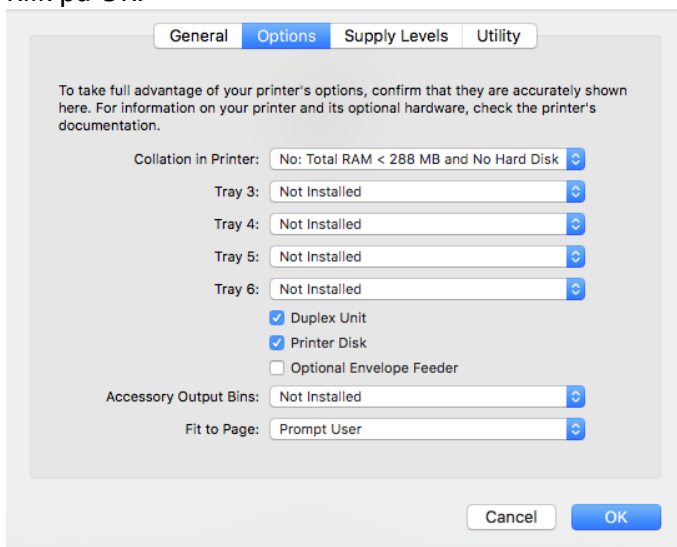 Klik på OK.
General Options Supply Levels Utility
To take full advantage of your printer's options, confirm that they are accurately shown
here. For information on your printer and its optional hardware, check the printer's
documentation.
Collation in Printer: No: Total RAM < 288 MB and No Hard Disk
Tray 3: Not Installed
Tray 4: Not Installed
Tray 5: Not Installed
Tray 6: Not Installed
Duplex Unit
Printer Disk
Optional Envelope Feeder
Accessory Output Bins: Not Installed
Fit to Page: Prompt User
Cancel OK